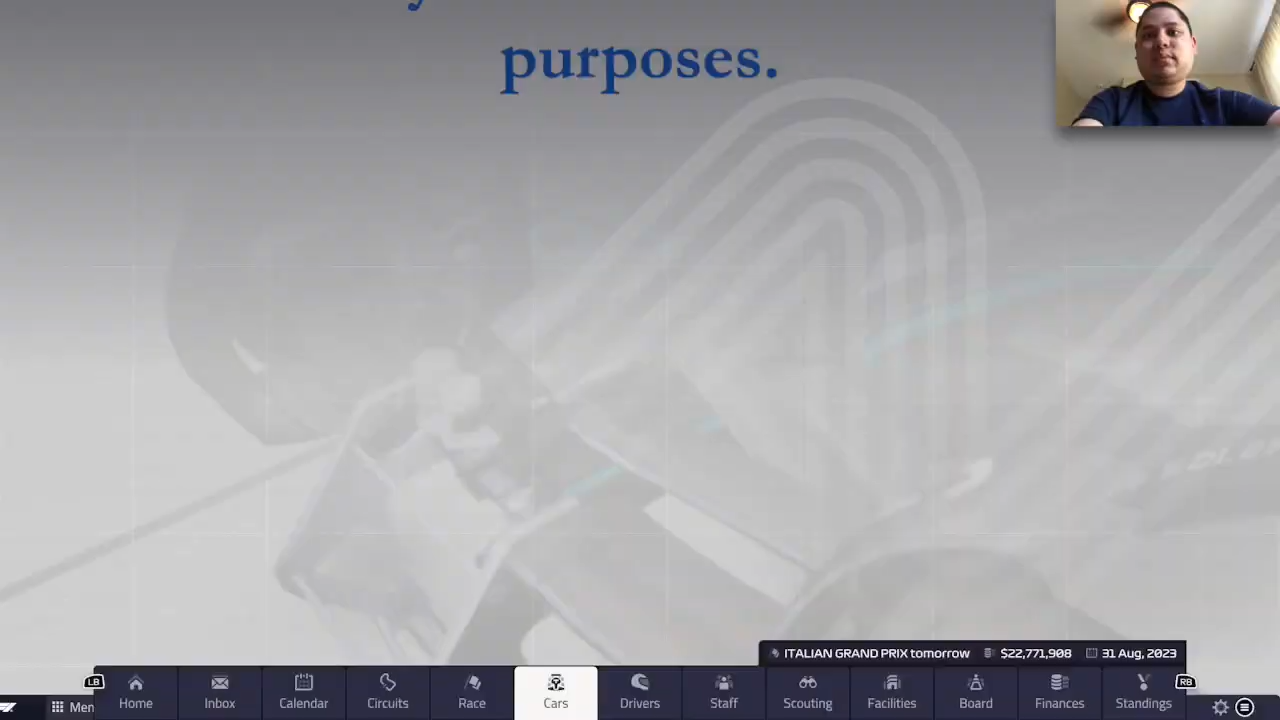 purposes.
ITALIAN GRAND PRIX tomorrow $22,771,908 31 Aug, 2023
LB Home Inbox Calendar Circuits Race Cars Drivers Staff Scouting Facilities Board Finances Standings RB
Men